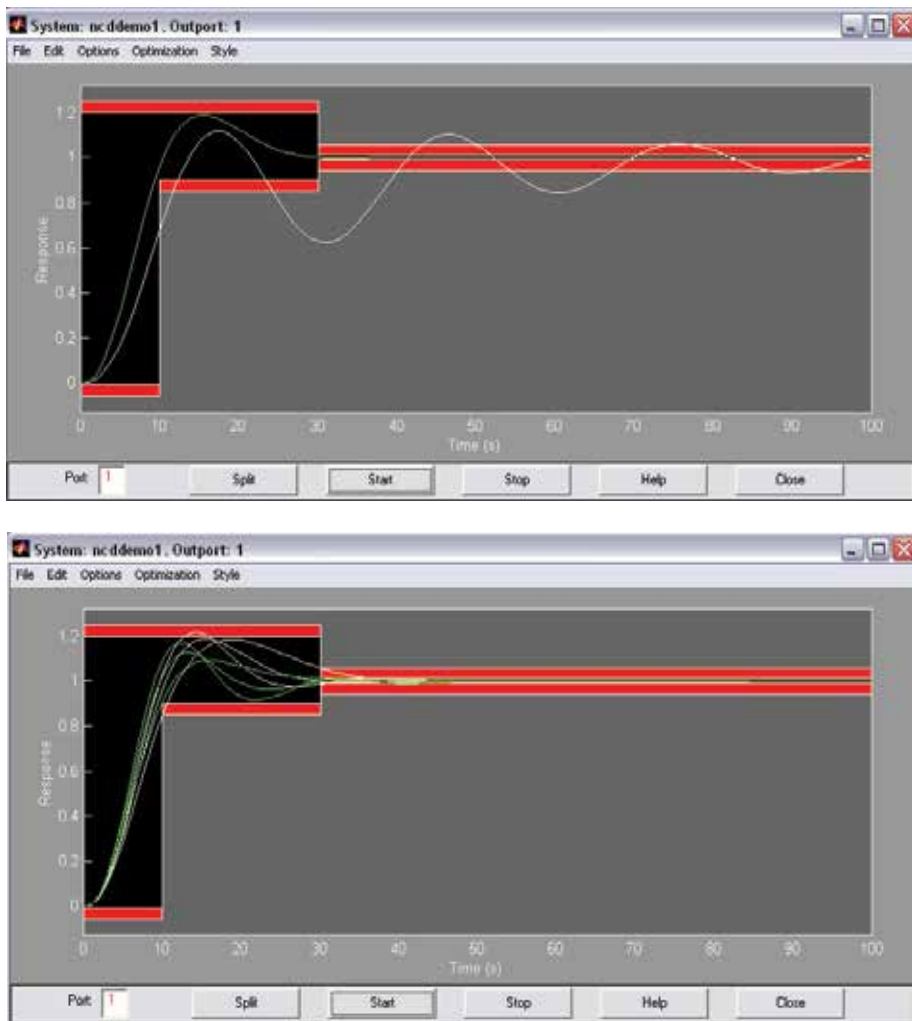 System: ncddemo1, Outport: 1
File Edit Options Optimization Style
1.2
1
0.8
0.6
0.4
0.2
0
Response
0 10 20 30 40 50 60 70 80 90 100
Time (s)
Port 1 Split Start Stop Help Close
System: ncddemo1, Outport: 1
File Edit Options Optimization Style
1.2
1
0.8
0.6
0.4
0.2
0
Response
0 10 20 30 40 50 60 70 80 90 100
Time (s)
Port 1 Split Start Stop Help Close